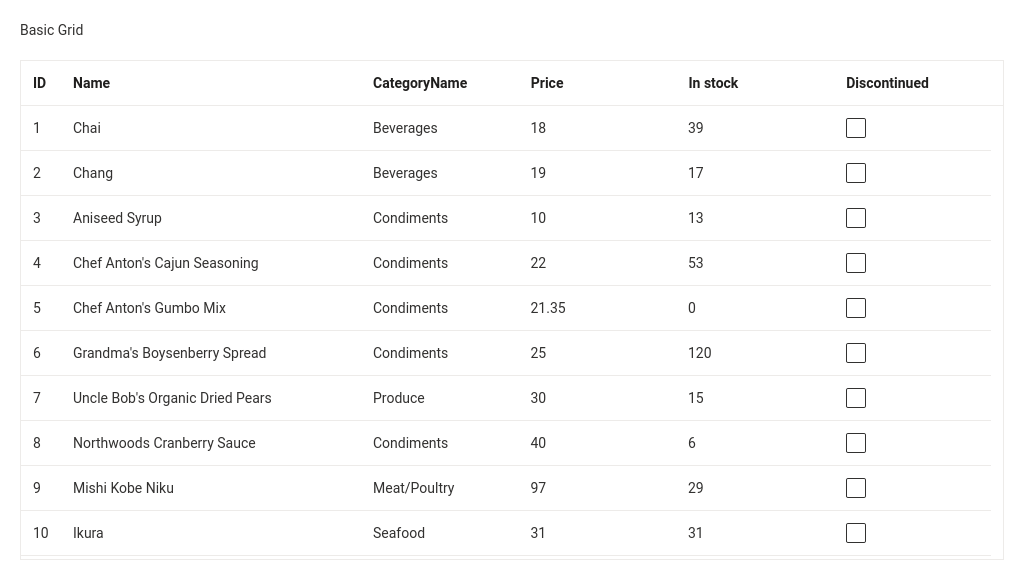 Basic Grid
ID Name CategoryName Price In stock Discontinued
1 Chai Beverages 18 39
2 Chang Beverages 19 17
3 Aniseed Syrup Condiments 10 13
4 Chef Anton's Cajun Seasoning Condiments 22 53
5 Chef Anton's Gumbo Mix Condiments 21.35 0
6 Grandma's Boysenberry Spread Condiments 25 120
7 Uncle Bob's Organic Dried Pears Produce 30 15
8 Northwoods Cranberry Sauce Condiments 40 6
9 Mishi Kobe Niku Meat/Poultry 97 29
10 Ikura Seafood 31 31